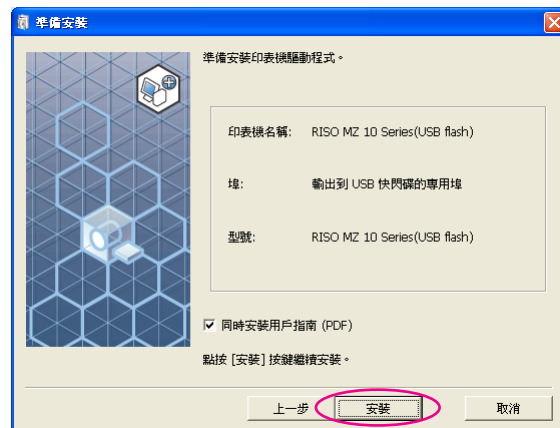 準備安裝
準備安裝印表機驅動程式。
印表機名稱: RISO MZ 10 Series(USB flash)
埠: 輸出到 USB 快閃碟的專用埠
型號: RISO MZ 10 Series(USB flash)
同時安裝用戶指南 (PDF)
點按 [安裝] 按鍵繼續安裝。
上一步 安裝 取消